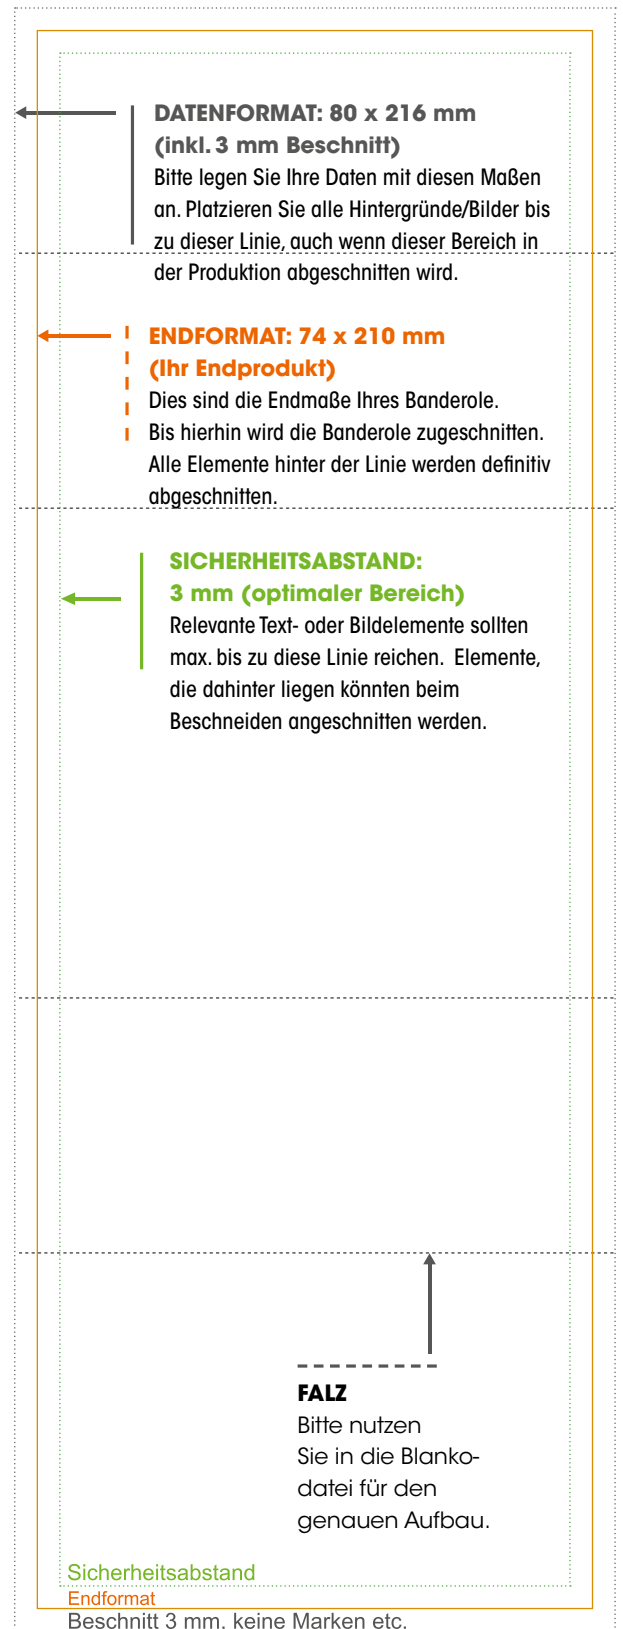 DATENFORMAT: 80 x 216 mm
(inkl. 3 mm Beschnitt)
Bitte legen Sie Ihre Daten mit diesen Maßen
an. Platzieren Sie alle Hintergründe/Bilder bis
zu dieser Linie, auch wenn dieser Bereich in
der Produktion abgeschnitten wird.
ENDFORMAT: 74 x 210 mm
(Ihr Endprodukt)
Dies sind die Endmaße Ihres Banderole.
Bis hierhin wird die Banderole zugeschnitten.
Alle Elemente hinter der Linie werden definitiv
abgeschnitten.
SICHERHEITSABSTAND:
3 mm (optimaler Bereich)
Relevante Text- oder Bildelemente sollten
max. bis zu diese Linie reichen. Elemente,
die dahinter liegen könnten beim
Beschneiden angeschnitten werden.
FALZ
Bitte nutzen
Sie in die Blanko-
datei für den
genauen Aufbau.
Sicherheitsabstand
Endformat
Beschnitt 3 mm, keine Marken etc.